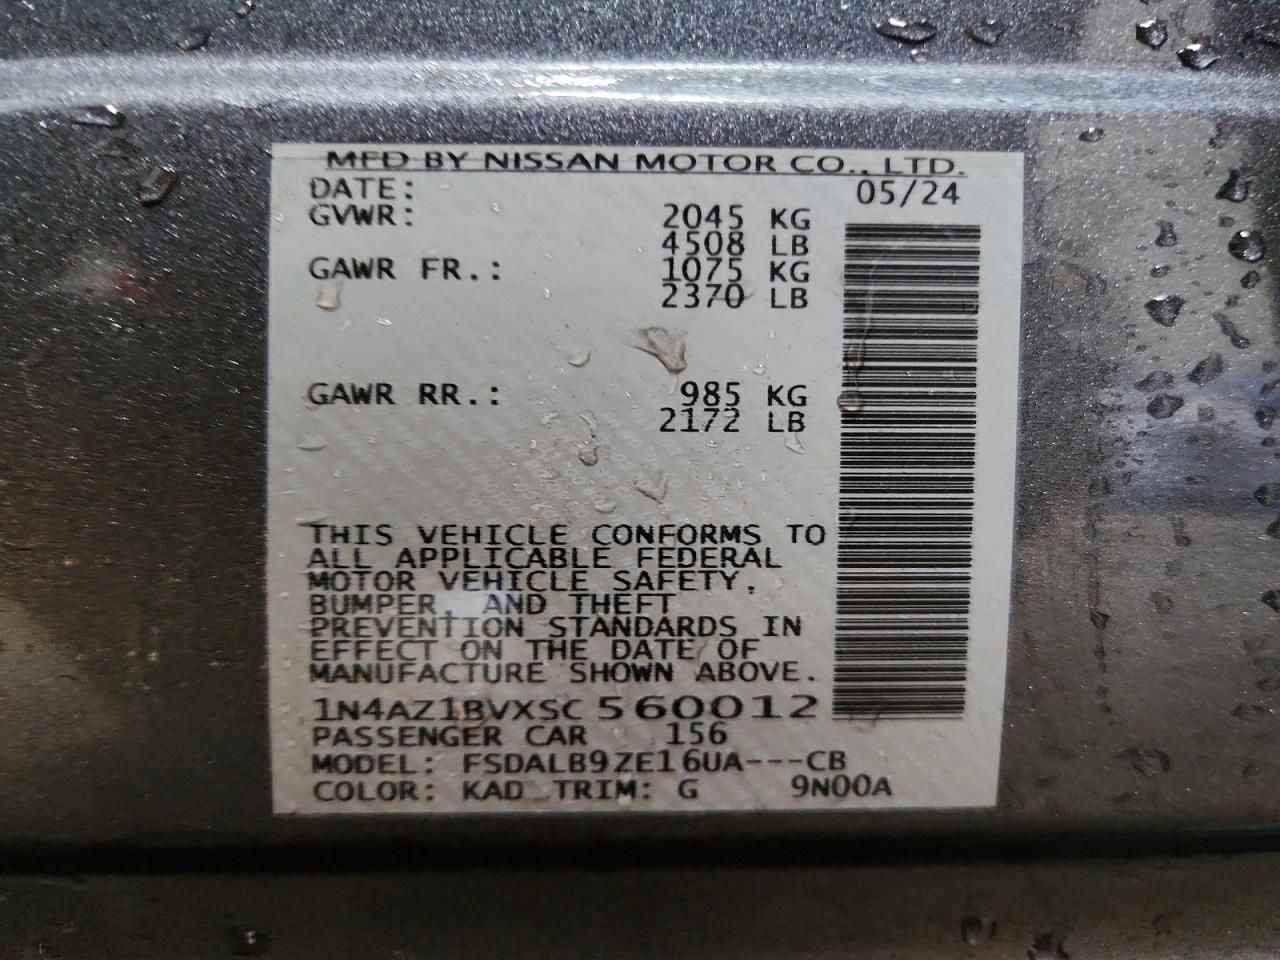 MFD BY NISSAN MOTOR CO., LTD.
DATE: 05/24
GVWR: 2045 KG
4508 LB
GAWR FR.: 1075 KG
2370 LB
GAWR RR.: 985 KG
2172 LB
THIS VEHICLE CONFORMS TO
ALL APPLICABLE FEDERAL
MOTOR VEHICLE SAFETY,
BUMPER, AND THEFT
PREVENTION STANDARDS IN
EFFECT ON THE DATE OF
MANUFACTURE SHOWN ABOVE.
1N4AZ1BVXSC560012
PASSENGER CAR 156
MODEL: FSDALB9ZE16UA---CB
COLOR: KAD TRIM: G 9N00A